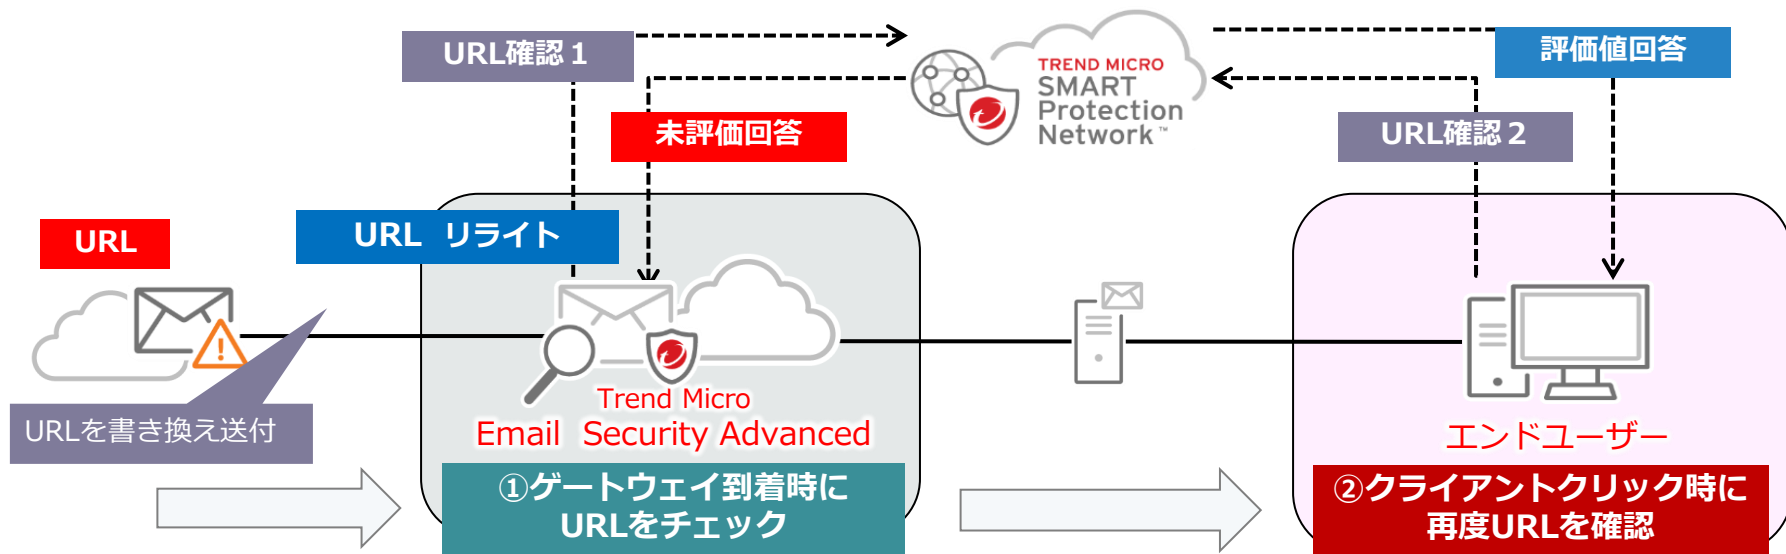 URL確認１
TREND MICRO
SMART
Protection
Network™
評価値回答
未評価回答
URL確認２
URL
URL リライト
URLを書き換え送付
Trend Micro
Email Security Advanced
エンドユーザー
①ゲートウェイ到着時に
URLをチェック
②クライアントクリック時に
再度URLを確認